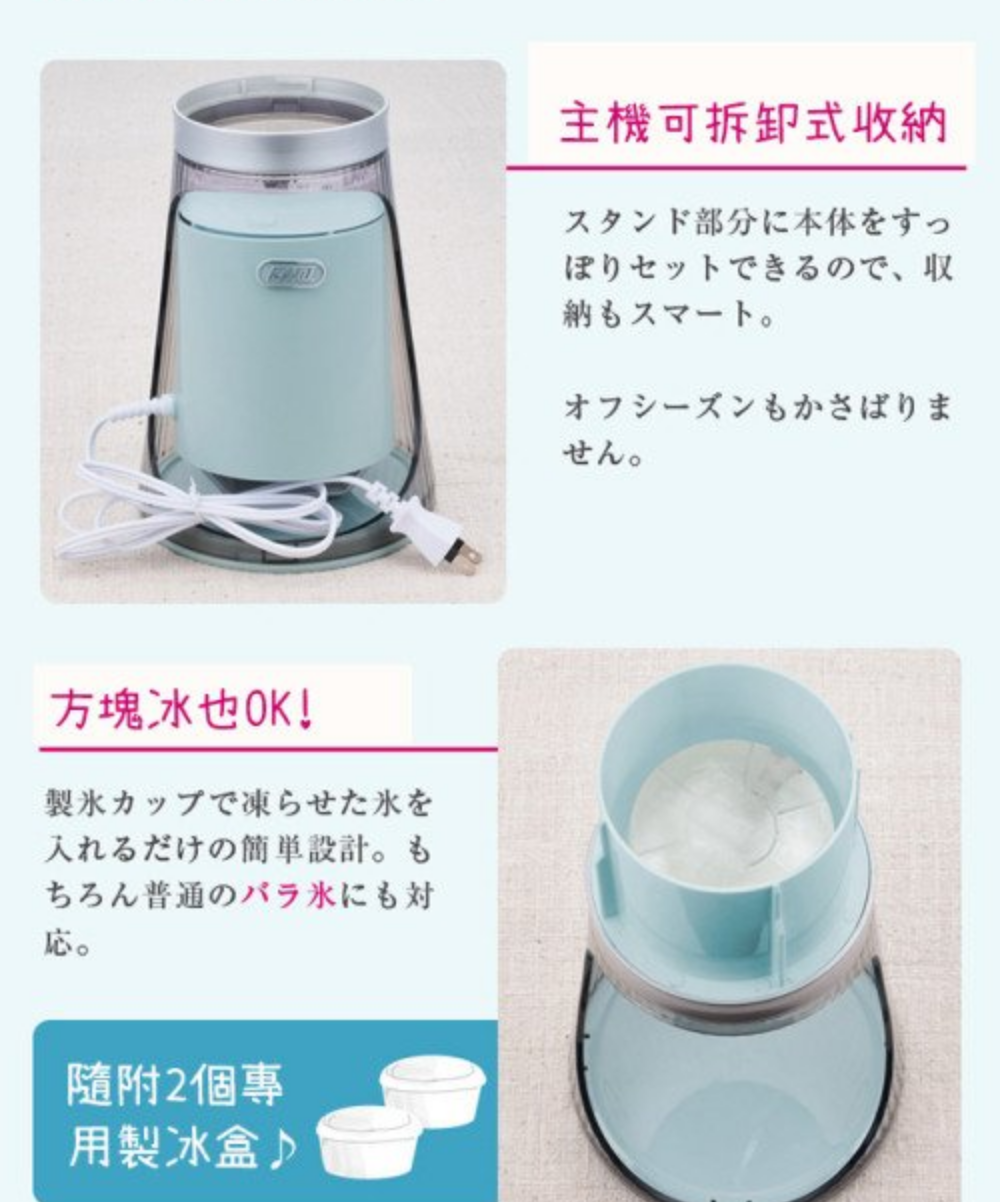 主機可拆卸式收納
スタンド部分に本体をすっ
ぽりセットできるので、収
納もスマート。
オフシーズンもかさばりま
せん。
方塊冰也OK!
製氷カップで凍らせた氷を
入れるだけの簡単設計。も
ちろん普通のバラ氷にも対
応。
隨附2個專
用製冰盒♪